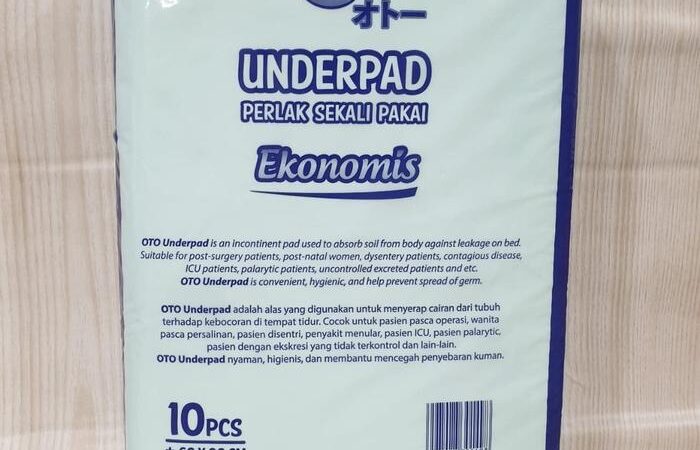 オトー
UNDERPAD
PERLAK SEKALI PAKAI
Ekonomis
OTO Underpad is an incontinent pad used to absorb soil from body against leakage on bed.
Suitable for post-surgery patients, post-natal women, dysentery patients, contagious disease,
ICU patients, palarytic patients, uncontrolled excreted patients and etc.
OTO Underpad is convenient, hygienic, and help prevent spread of germ.
OTO Underpad adalah alas yang digunakan untuk menyerap cairan dari tubuh
terhadap kebocoran di tempat tidur. Cocok untuk pasien pasca operasi, wanita
pasca persalinan, pasien disentri, penyakit menular, pasien ICU, pasien palarytic,
pasien dengan ekskresi yang tidak terkontrol dan lain-lain.
OTO Underpad nyaman, higienis, dan membantu mencegah penyebaran kuman.
10PCS